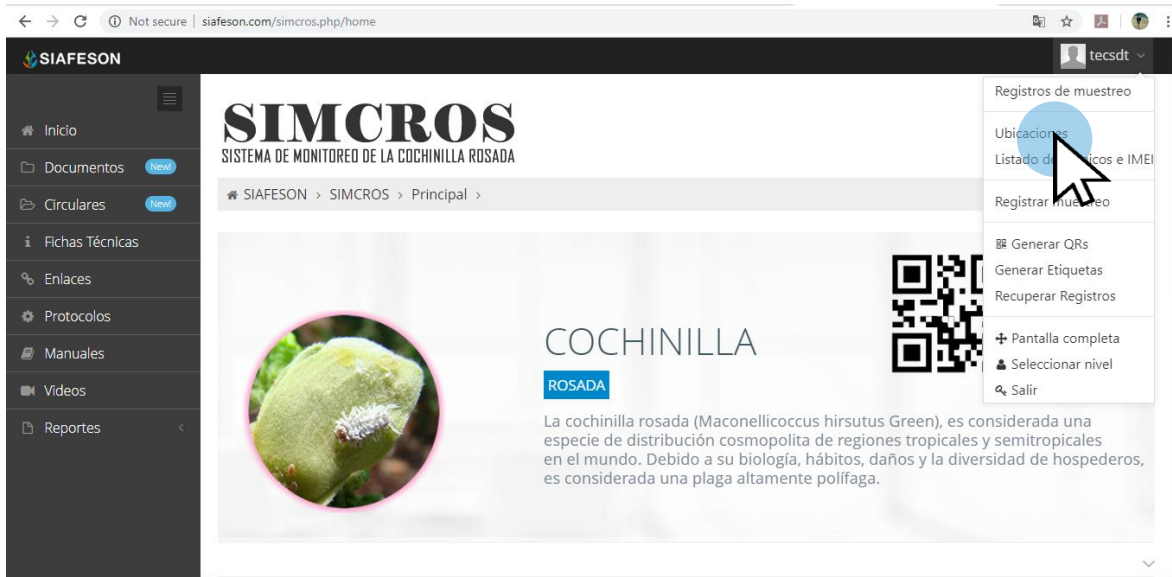 Not secure | siafeson.com/simcros.php/home
SIAFESON
tecsdt
Inicio
Documentos New!
Circulares New!
Fichas Técnicas
Enlaces
Protocolos
Manuales
Videos
Reportes
SIMCROS
SISTEMA DE MONITOREO DE LA COCHINILLA ROSADA
SIAFESON > SIMCROS > Principal >
Registros de muestreo
Ubicaciones
Listado de e IMEI
Registrar muestreo
Generar QRs
Generar Etiquetas
Recuperar Registros
Pantalla completa
Seleccionar nivel
Salir
COCHINILLA
ROSADA
La cochinilla rosada (Maconellicoccus hirsutus Green), es considerada una
especie de distribución cosmopolita de regiones tropicales y semitropicales
en el mundo. Debido a su biología, hábitos, daños y la diversidad de hospederos,
es considerada una plaga altamente polífaga.